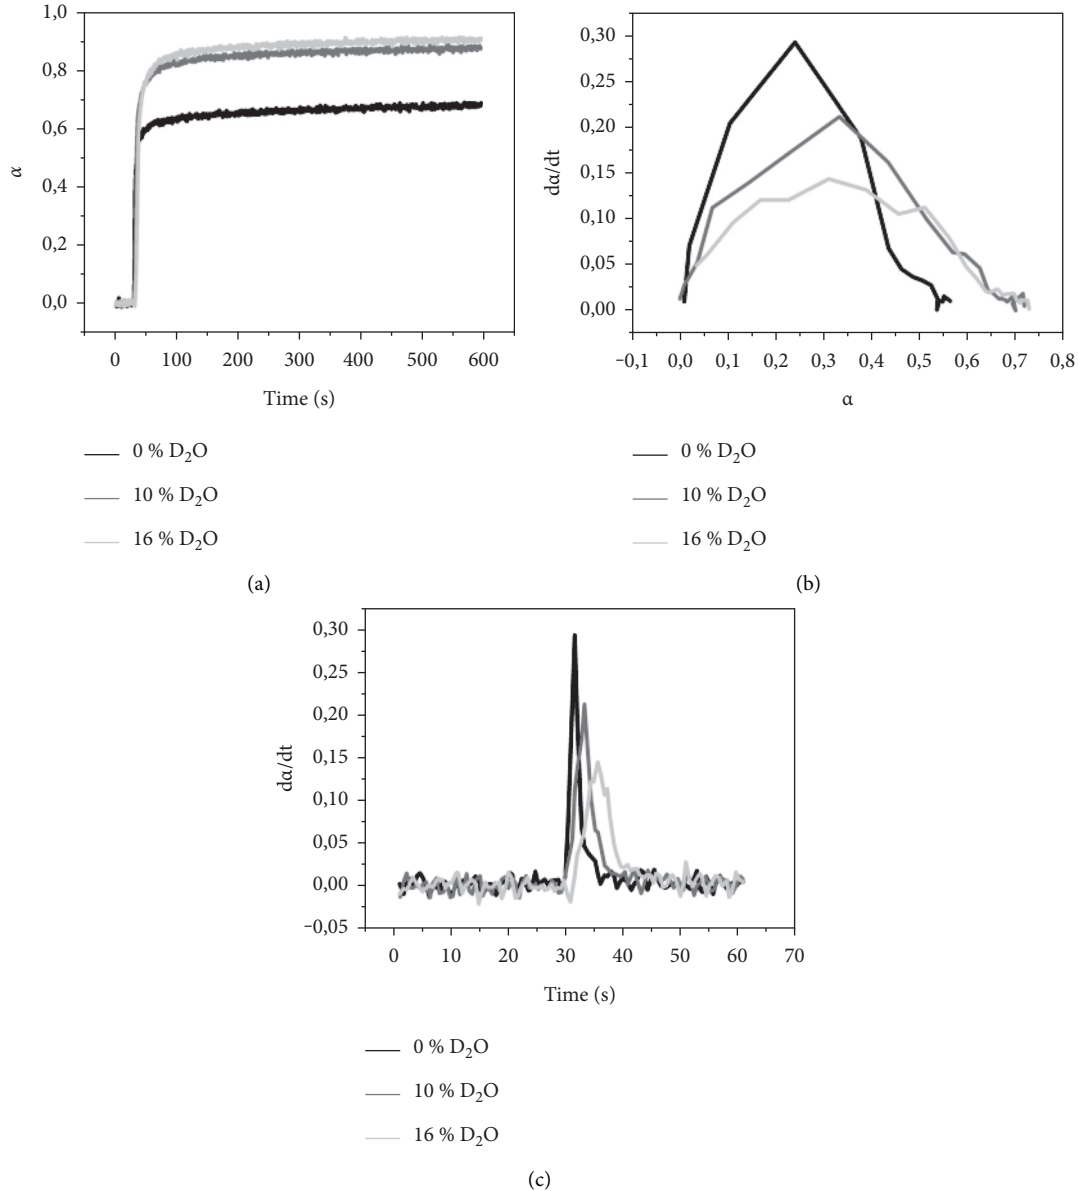 1,0
0,8
0,6
0,4
0,2
0,0
α
0 100 200 300 400 500 600
Time (s)
0 % D₂O
10 % D₂O
16 % D₂O
(a)
0,30
0,25
0,20
0,15
0,10
0,05
0,00
dα/dt
−0,1 0,0 0,1 0,2 0,3 0,4 0,5 0,6 0,7 0,8
α
0 % D₂O
10 % D₂O
16 % D₂O
(b)
0,30
0,25
0,20
0,15
0,10
0,05
0,00
−0,05
dα/dt
0 10 20 30 40 50 60 70
Time (s)
0 % D₂O
10 % D₂O
16 % D₂O
(c)